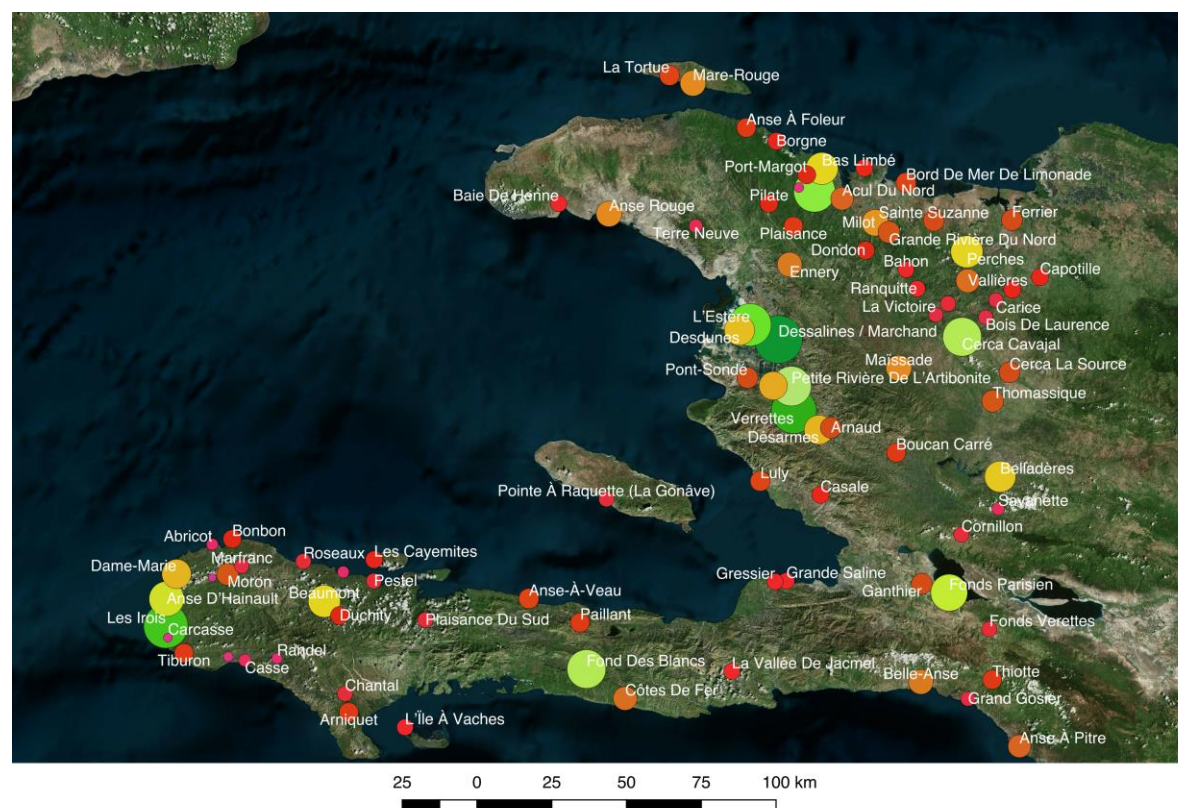 La Tortue
Mare-Rouge
Anse À Foleur
Borgne
Port-Margot
Bas Limbé
Bord De Mer De Limonade
Baie De Henne
Anse Rouge
Pilate
Acul Du Nord
Terre Neuve
Plaisance
Milot
Sainte Suzanne
Ferrier
Grande Rivière Du Nord
Dondon
Perches
Ennery
Bahon
Vallières
Capotille
Ranquitte
La Victoire
Carice
L'Estère
Bois De Laurence
Desdunes
Dessalines / Marchand
Cerca Cavajal
Maïssade
Cerca La Source
Pont-Sondé
Petite Rivière De L'Artibonite
Thomassique
Verrettes
Désarmes
Arnaud
Boucan Carré
Belladères
Luly
Casale
Pointe À Raquette (La Gonâve)
Savanette
Cornillon
Abricot
Bonbon
Marfranc
Roseaux
Les Cayemites
Dame-Marie
Moron
Pestel
Gressier
Grande Saline
Ganthier
Fonds Parisien
Anse D'Hainault
Beaumont
Anse-À-Veau
Les Irois
Duchity
Plaisance Du Sud
Paillant
Carcasse
Fonds Verettes
Tiburon
Casse
Randel
Fond Des Blancs
La Vallée De Jacmel
Belle-Anse
Thiotte
Chantal
Côtes De Fer
Grand Gosier
Arniquet
L'Île À Vaches
Anse À Pitre
25 0 25 50 75 100 km